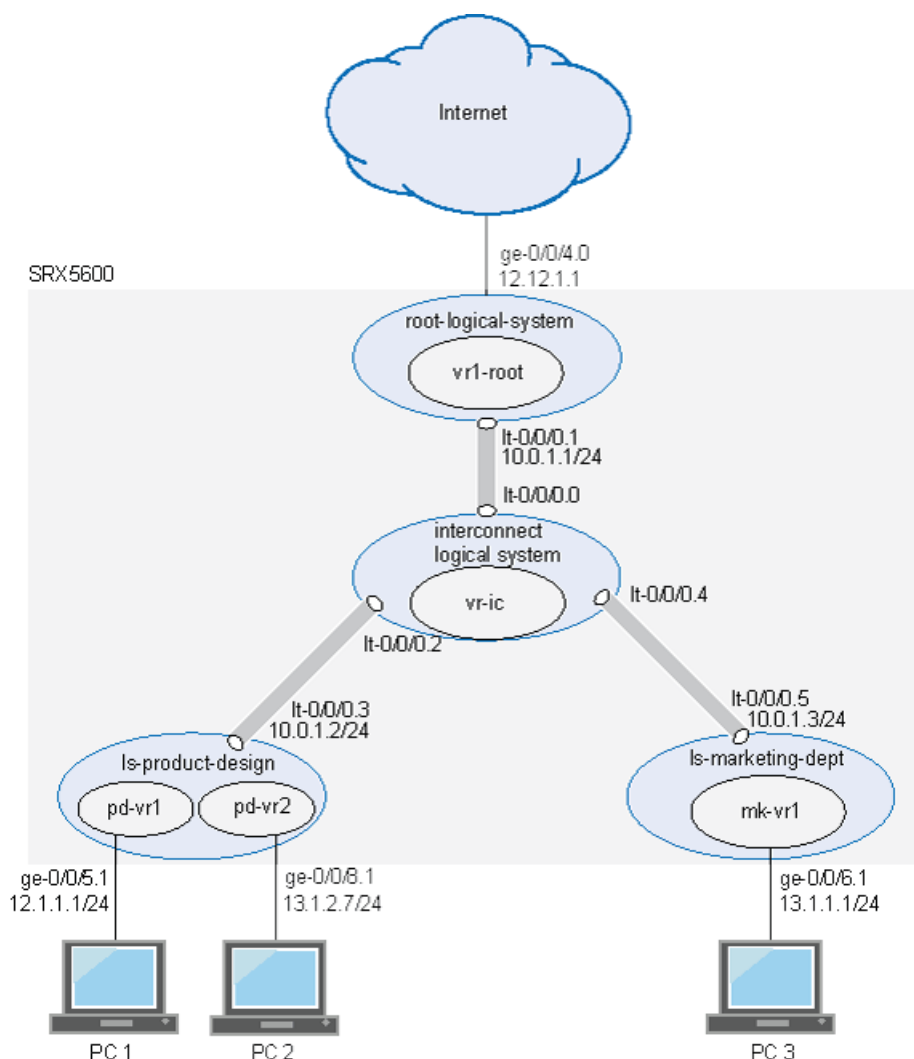 Internet
ge-0/0/4.0
12.12.1.1
SRX5600
root-logical-system
vr1-root
lt-0/0/0.1
10.0.1.1/24
lt-0/0/0.0
interconnect
logical system
vr-ic
lt-0/0/0.4
lt-0/0/0.2
lt-0/0/0.3
10.0.1.2/24
lt-0/0/0.5
10.0.1.3/24
ls-product-design
pd-vr1
pd-vr2
ls-marketing-dept
mk-vr1
ge-0/0/5.1
12.1.1.1/24
ge-0/0/8.1
13.1.2.7/24
ge-0/0/6.1
13.1.1.1/24
PC 1
PC 2
PC 3